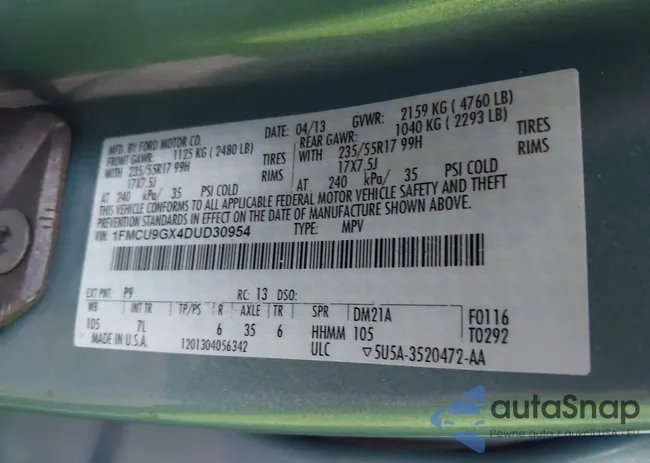 MFD. BY FORD MOTOR CO.
DATE: 04/13 GVWR: 2159 KG ( 4760 LB)
FRONT GAWR: 1125 KG ( 2480 LB) REAR GAWR: 1040 KG ( 2293 LB)
WITH 235/55R17 99H TIRES WITH 235/55R17 99H TIRES
17X7.5J RIMS 17X7.5J RIMS
AT 240 kPa/ 35 PSI COLD AT 240 kPa/ 35 PSI COLD
THIS VEHICLE CONFORMS TO ALL APPLICABLE FEDERAL MOTOR VEHICLE SAFETY AND THEFT
PREVENTION STANDARDS IN EFFECT ON THE DATE OF MANUFACTURE SHOWN ABOVE.
VIN: 1FMCU9GX4DUD30954 TYPE: MPV
EXT PNT: P9 RC: 13 DSO:
WB INT TR TP/PS R AXLE TR SPR DM21A F0116
105 7L 6 35 6 HHMM 105 T0292
MADE IN U.S.A. 1201304056342 ULC ▽5U5A-3520472-AA
autaSnap
Pewne auto z aukcji USA i EU